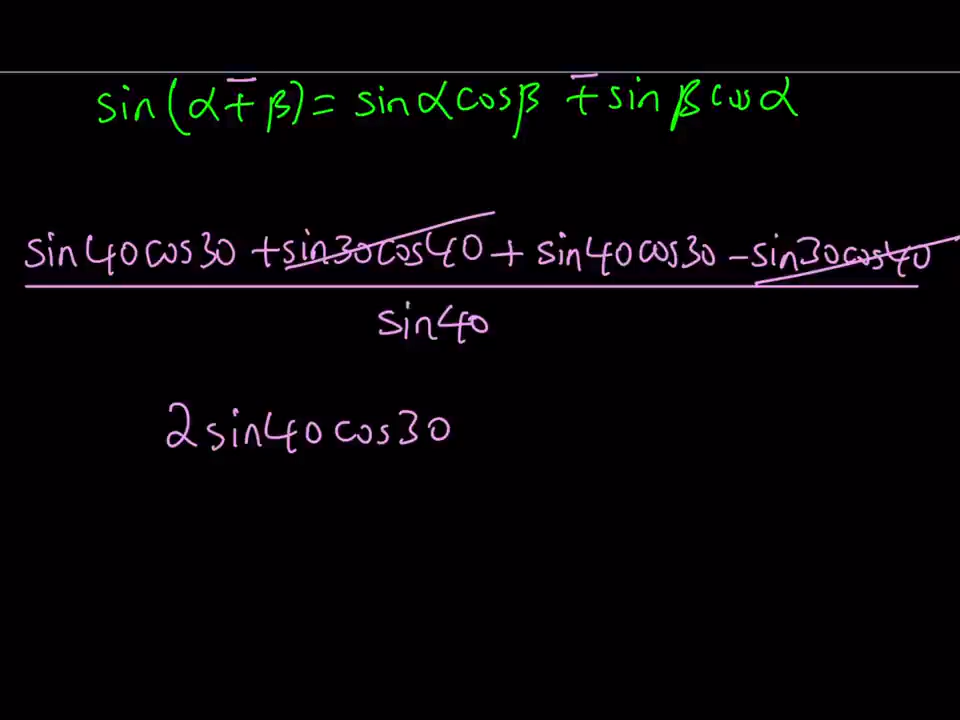 sin(α∓β)= sinαcosβ ∓sinβcosα
sin40cos30 +sin30cos40 + sin40cos30 -sin30cos40
sin40
2sin40cos30